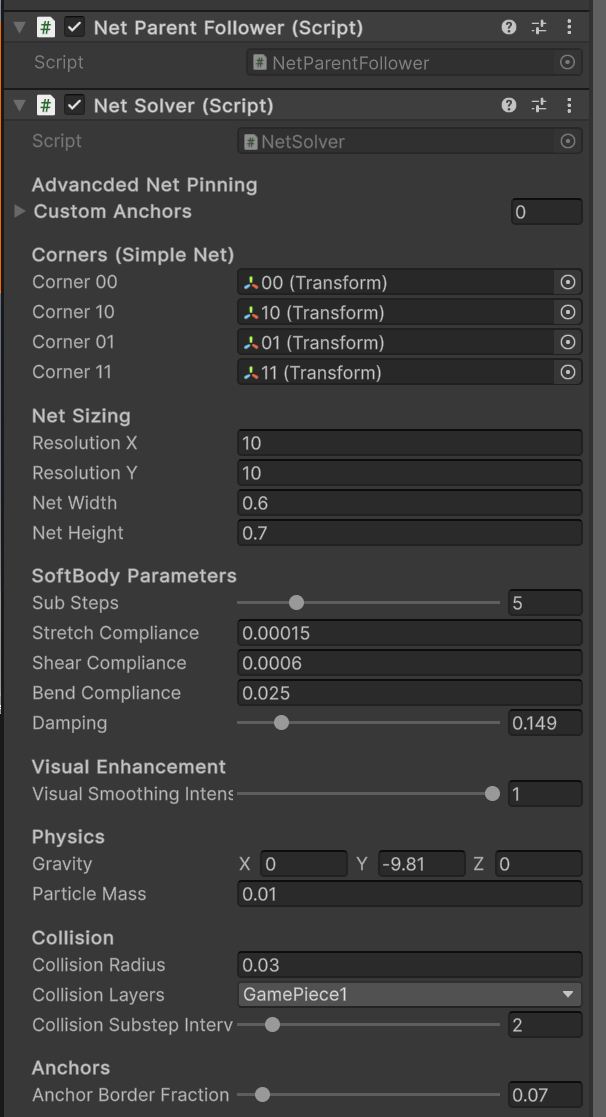 Net Parent Follower (Script)
Script NetParentFollower
Net Solver (Script)
Script NetSolver
Advancded Net Pinning
Custom Anchors 0
Corners (Simple Net)
Corner 00 00 (Transform)
Corner 10 10 (Transform)
Corner 01 01 (Transform)
Corner 11 11 (Transform)
Net Sizing
Resolution X 10
Resolution Y 10
Net Width 0.6
Net Height 0.7
SoftBody Parameters
Sub Steps 5
Stretch Compliance 0.00015
Shear Compliance 0.0006
Bend Compliance 0.025
Damping 0.149
Visual Enhancement
Visual Smoothing Intens 1
Physics
Gravity X 0 Y -9.81 Z 0
Particle Mass 0.01
Collision
Collision Radius 0.03
Collision Layers GamePiece1
Collision Substep Interv 2
Anchors
Anchor Border Fraction 0.07